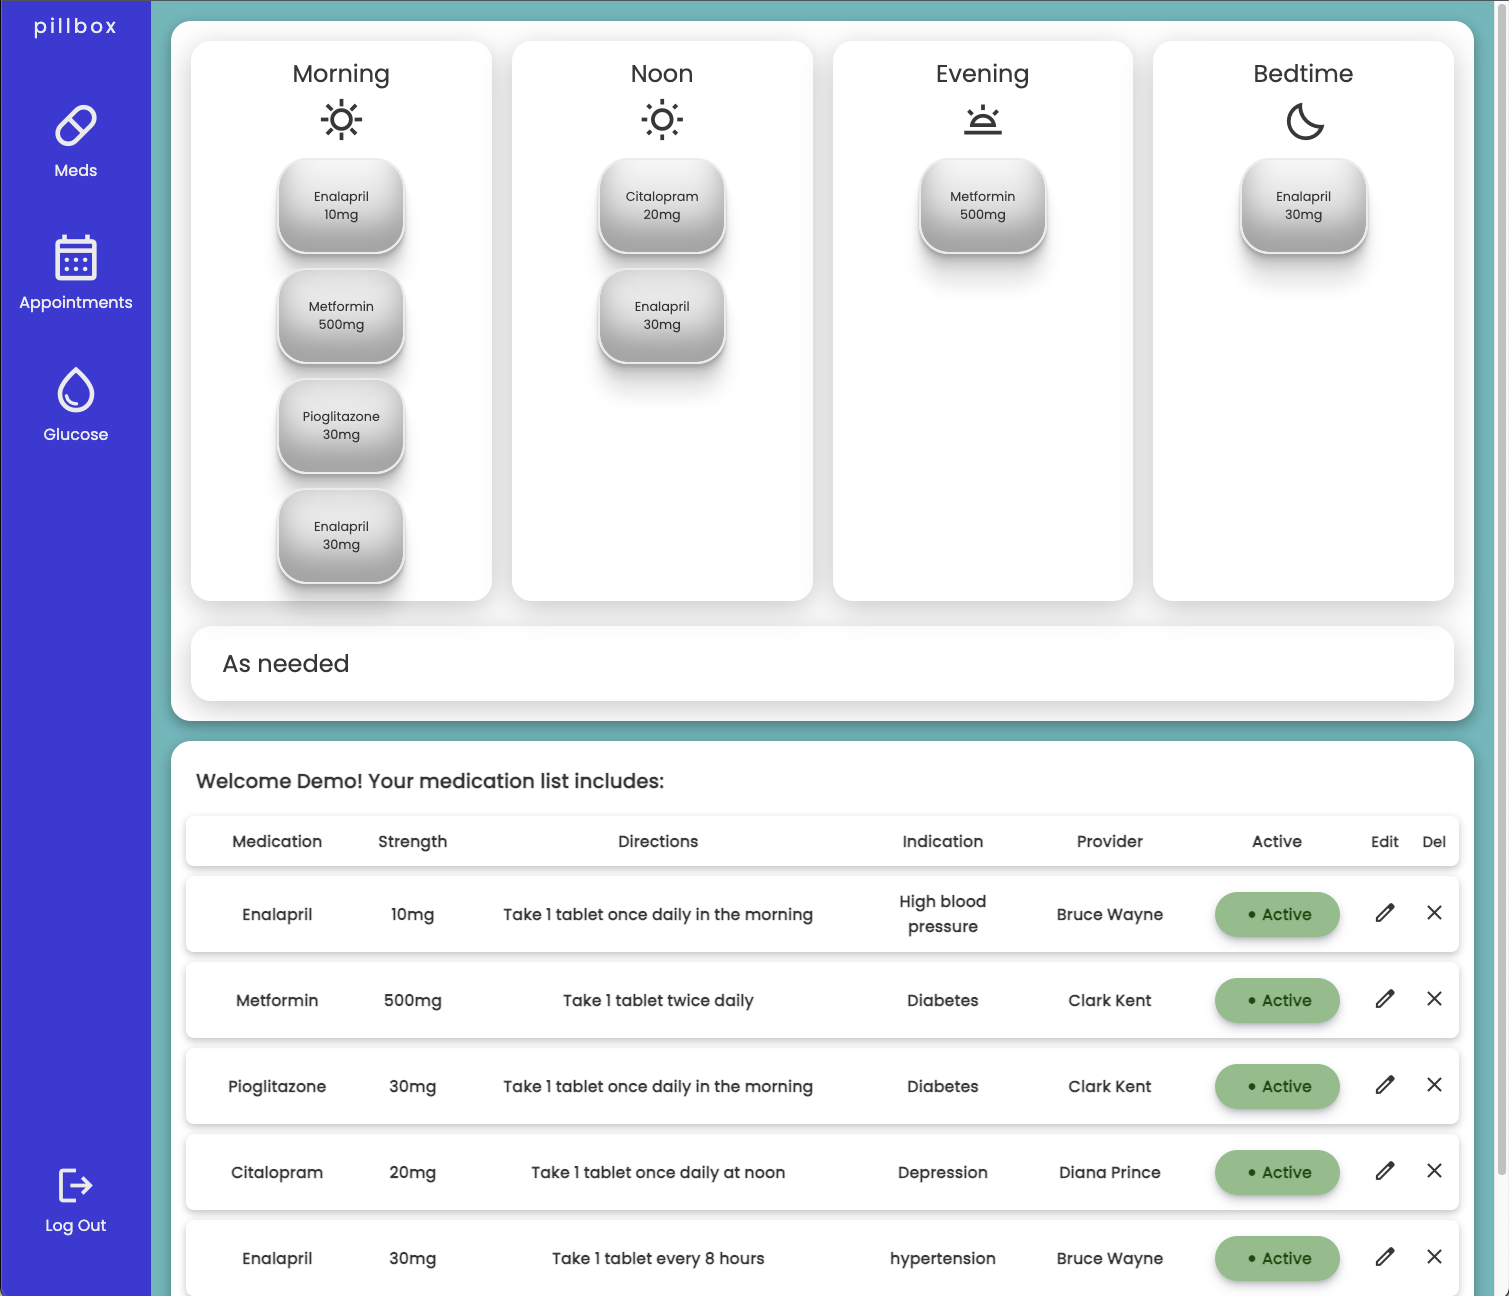 pillbox
Meds
Appointments
Glucose
Log Out
Morning
Enalapril
10mg
Metformin
500mg
Pioglitazone
30mg
Enalapril
30mg
Noon
Citalopram
20mg
Enalapril
30mg
Evening
Metformin
500mg
Bedtime
Enalapril
30mg
As needed
Welcome Demo! Your medication list includes:
Medication Strength Directions Indication Provider Active Edit Del
Enalapril 10mg Take 1 tablet once daily in the morning High blood pressure Bruce Wayne • Active
Metformin 500mg Take 1 tablet twice daily Diabetes Clark Kent • Active
Pioglitazone 30mg Take 1 tablet once daily in the morning Diabetes Clark Kent • Active
Citalopram 20mg Take 1 tablet once daily at noon Depression Diana Prince • Active
Enalapril 30mg Take 1 tablet every 8 hours hypertension Bruce Wayne • Active